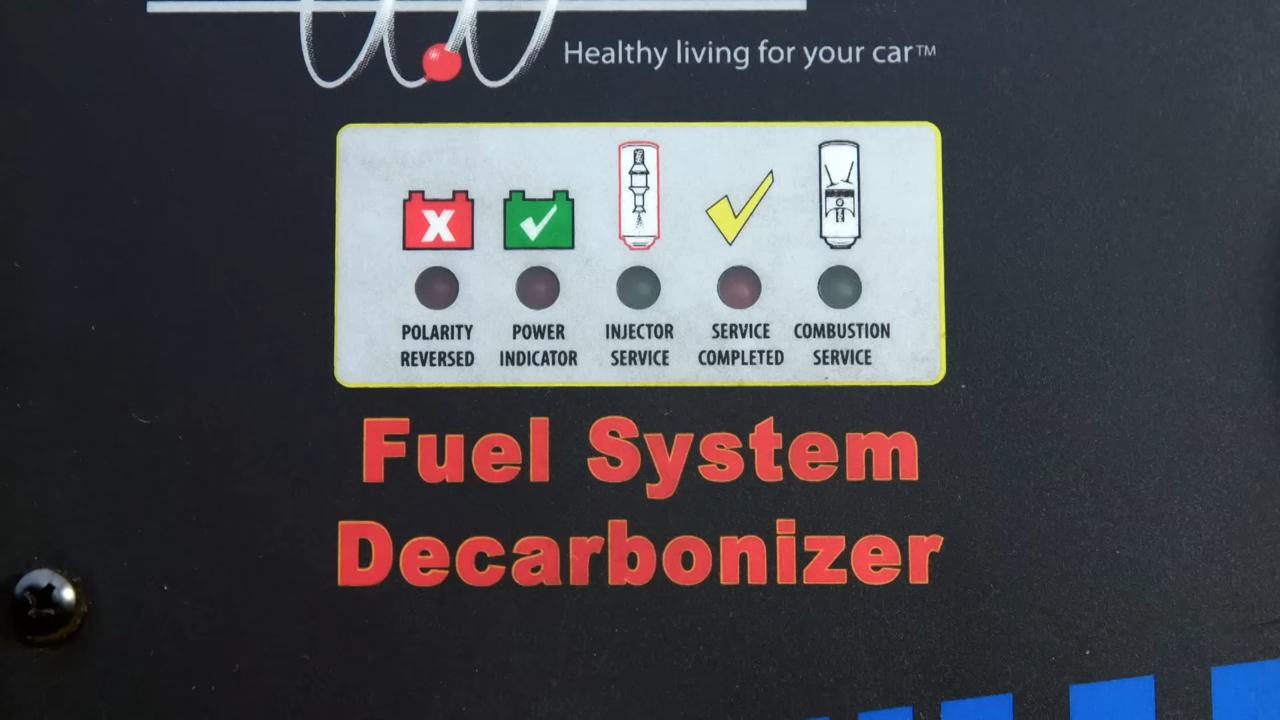 Healthy living for your car™
X
POLARITY REVERSED
POWER INDICATOR
INJECTOR SERVICE
SERVICE COMPLETED
COMBUSTION SERVICE
Fuel System
Decarbonizer